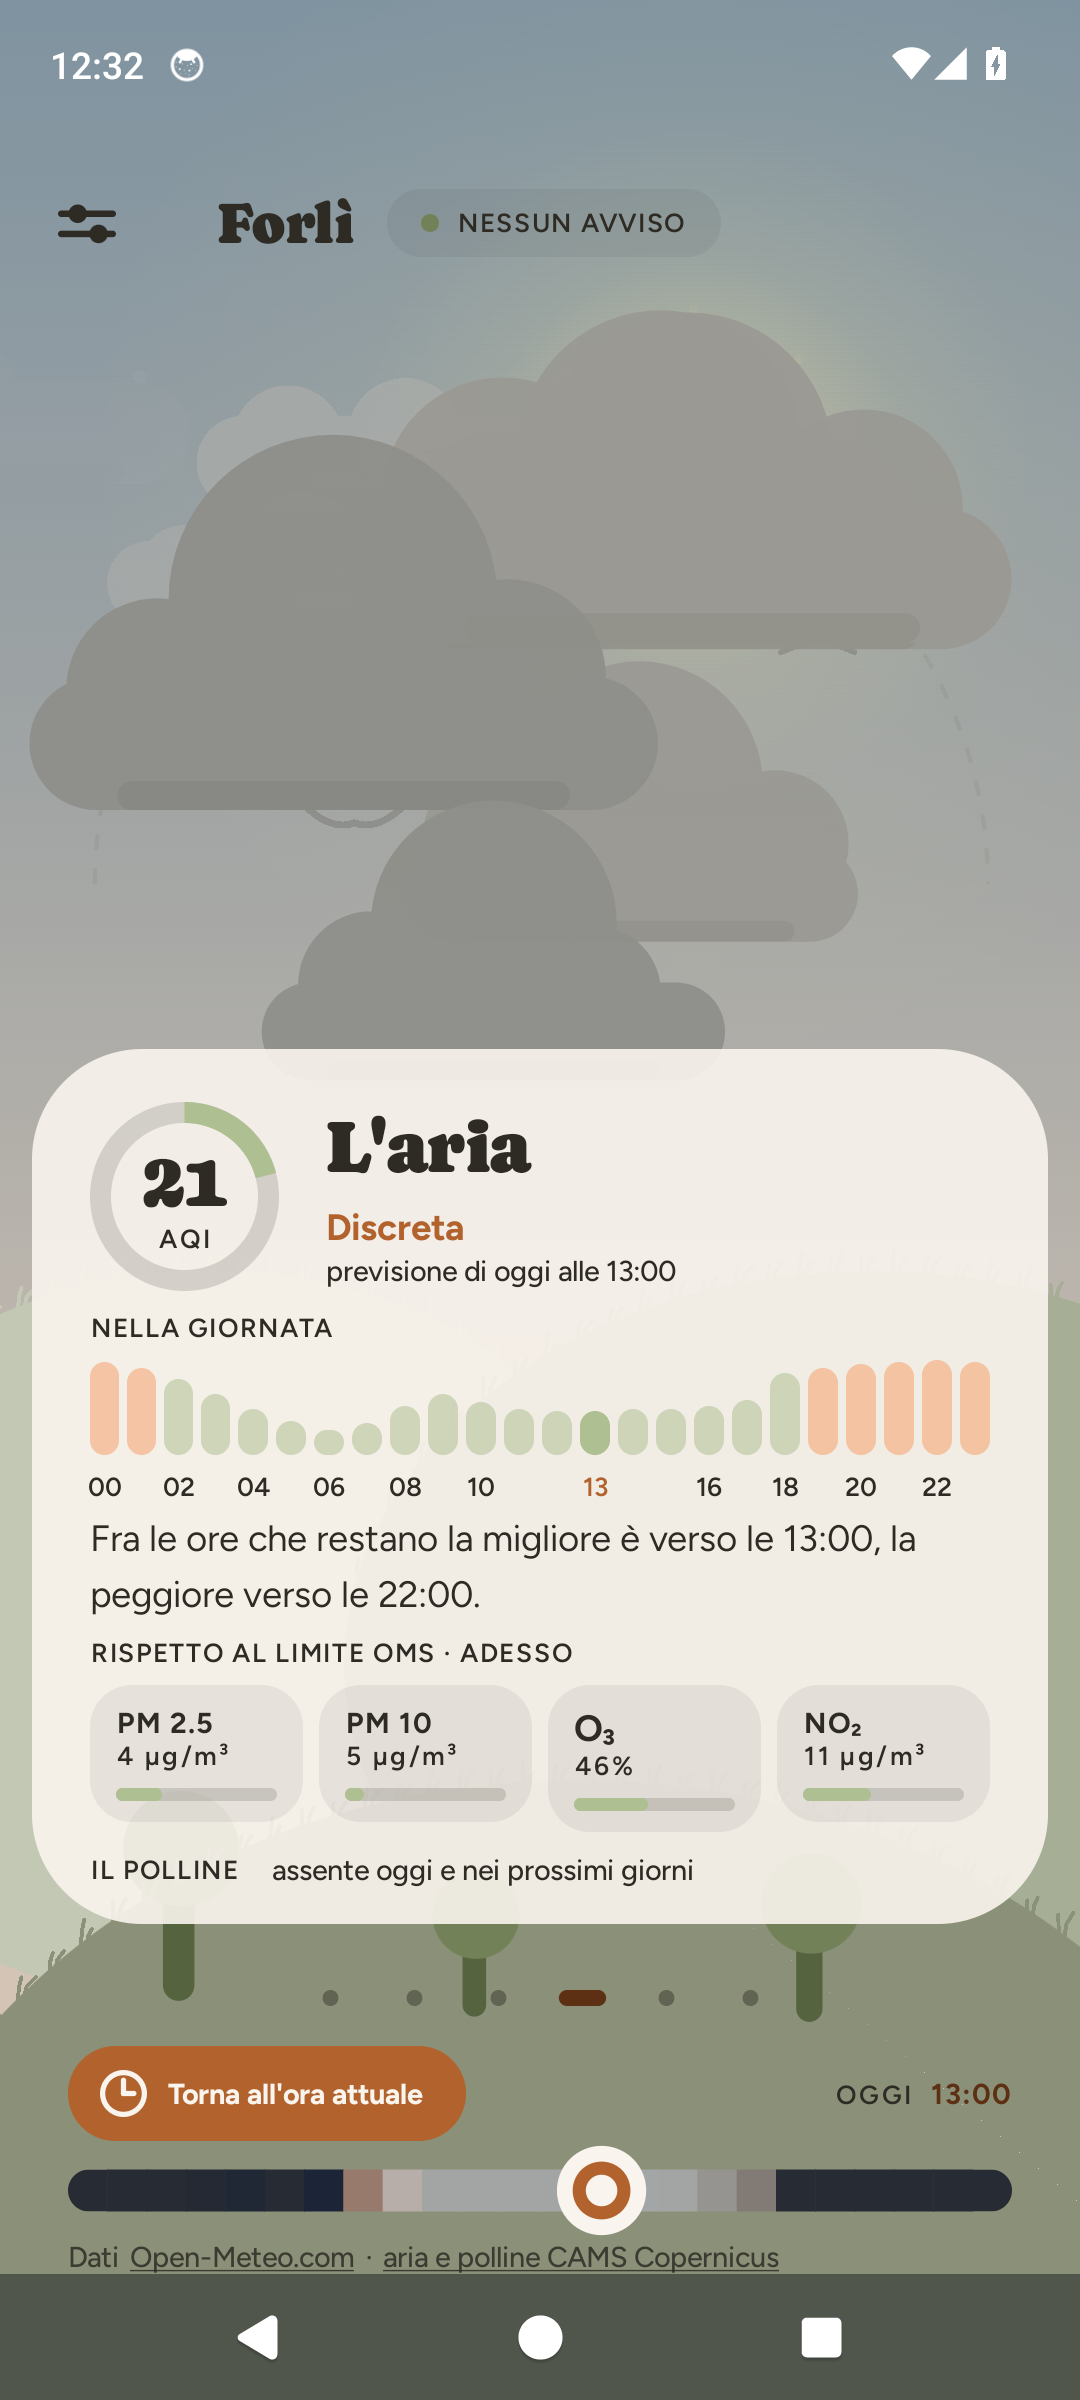 12:32
Forlì
NESSUN AVVISO
21
AQI
L'aria
Discreta
previsione di oggi alle 13:00
NELLA GIORNATA
00 02 04 06 08 10 13 16 18 20 22
Fra le ore che restano la migliore è verso le 13:00, la
peggiore verso le 22:00.
RISPETTO AL LIMITE OMS · ADESSO
PM 2.5
4 µg/m³
PM 10
5 µg/m³
O₃
46%
NO₂
11 µg/m³
IL POLLINE assente oggi e nei prossimi giorni
Torna all'ora attuale
OGGI 13:00
Dati Open-Meteo.com · aria e polline CAMS Copernicus